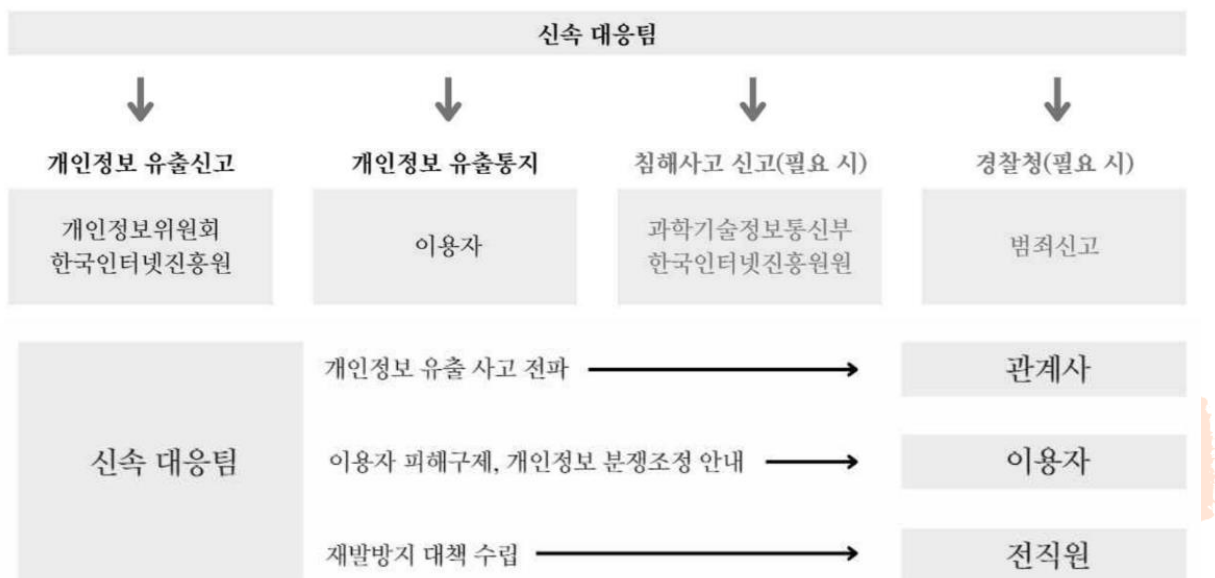 신속 대응팀
개인정보 유출신고
개인정보 유출통지
침해사고 신고(필요 시)
경찰청(필요 시)
개인정보위원회
한국인터넷진흥원
이용자
과학기술정보통신부
한국인터넷진흥원원
범죄신고
신속 대응팀
개인정보 유출 사고 전파
관계사
이용자 피해구제, 개인정보 분쟁조정 안내
이용자
재발방지 대책 수립
전직원